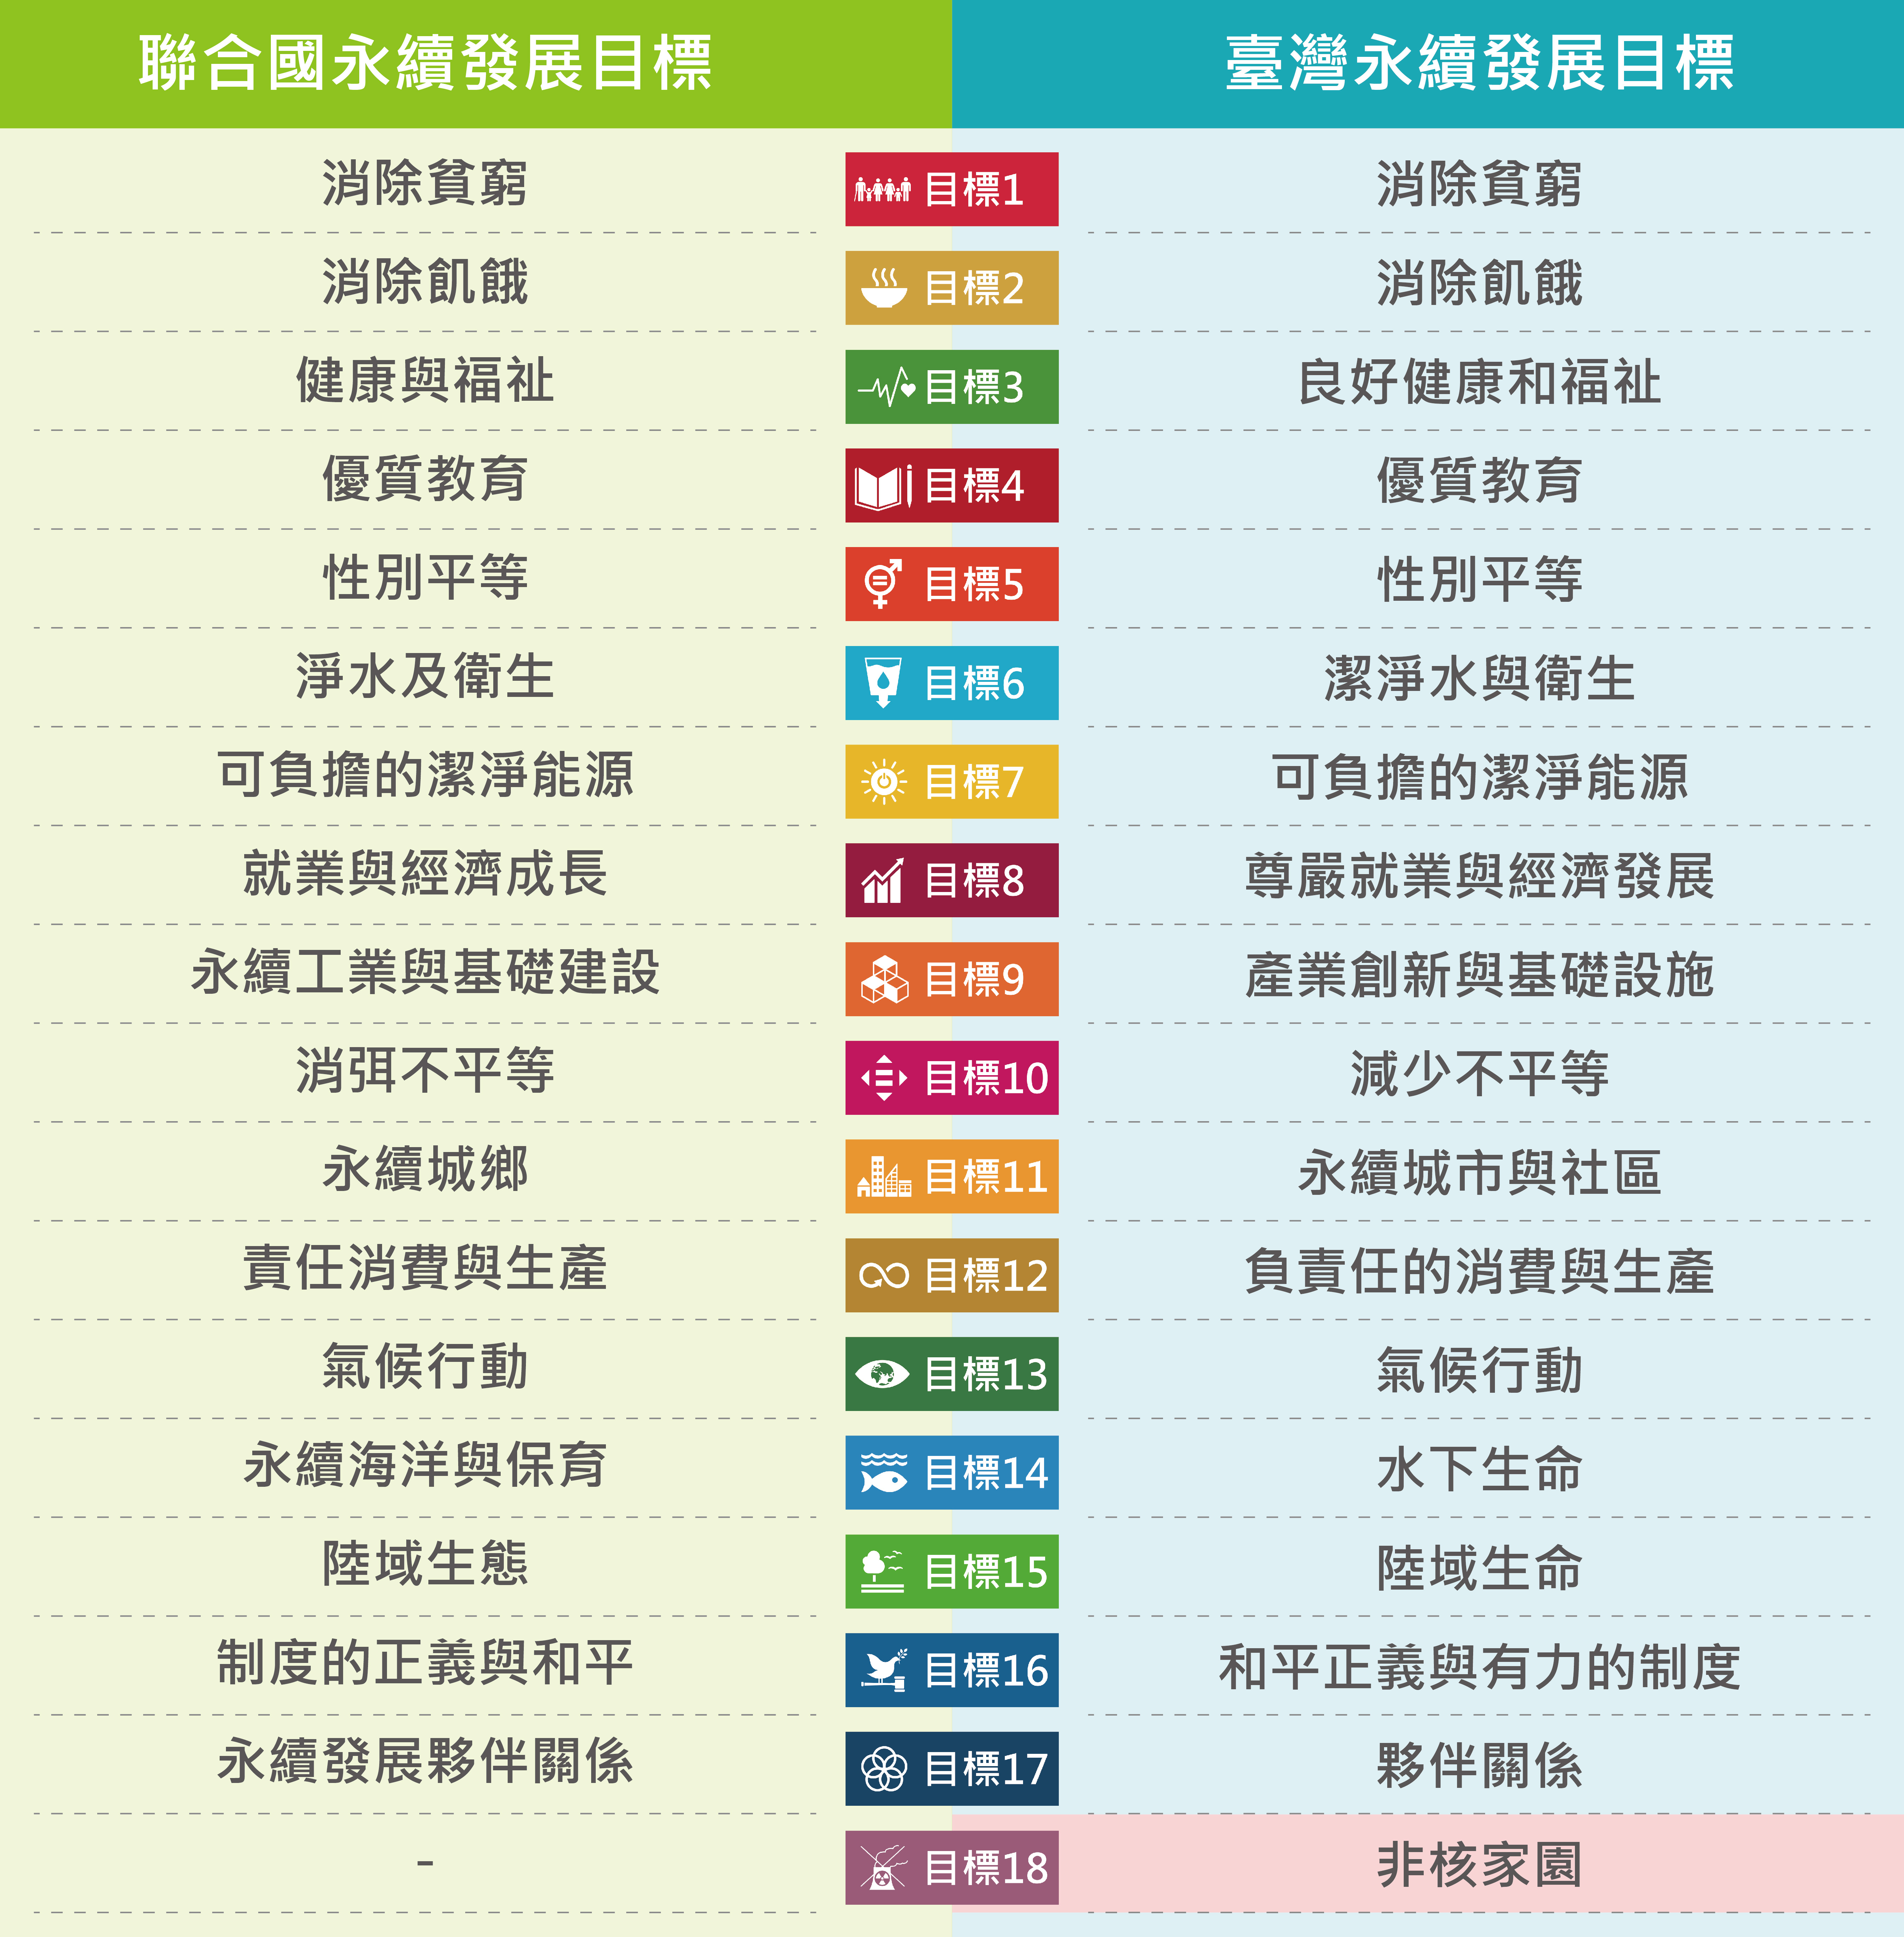 聯合國永續發展目標 臺灣永續發展目標
消除貧窮 目標1 消除貧窮
消除飢餓 目標2 消除飢餓
健康與福祉 目標3 良好健康和福祉
優質教育 目標4 優質教育
性別平等 目標5 性別平等
淨水及衛生 目標6 潔淨水與衛生
可負擔的潔淨能源 目標7 可負擔的潔淨能源
就業與經濟成長 目標8 尊嚴就業與經濟發展
永續工業與基礎建設 目標9 產業創新與基礎設施
消弭不平等 目標10 減少不平等
永續城鄉 目標11 永續城市與社區
責任消費與生產 目標12 負責任的消費與生產
氣候行動 目標13 氣候行動
永續海洋與保育 目標14 水下生命
陸域生態 目標15 陸域生命
制度的正義與和平 目標16 和平正義與有力的制度
永續發展夥伴關係 目標17 夥伴關係
- 目標18 非核家園